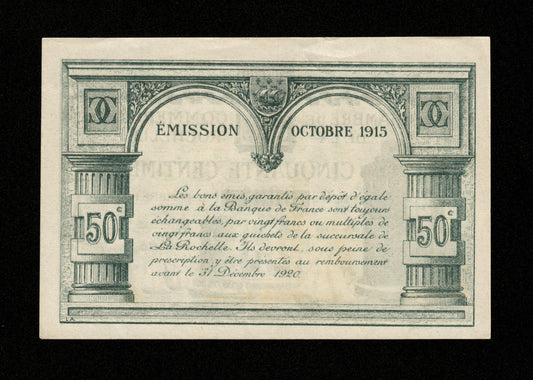 ÉMISSION OCTOBRE 1915
Les bons émis, garantis par dépôt d'égale
somme à la Banque de France sont toujours
échangeables, par vingt francs ou multiples de
vingt francs aux guichets de la succursale de
La Rochelle. Ils devront, sous peine de
prescription, y être présentés au remboursement
avant le 31 Décembre 1920.
50c 50c
L.A.